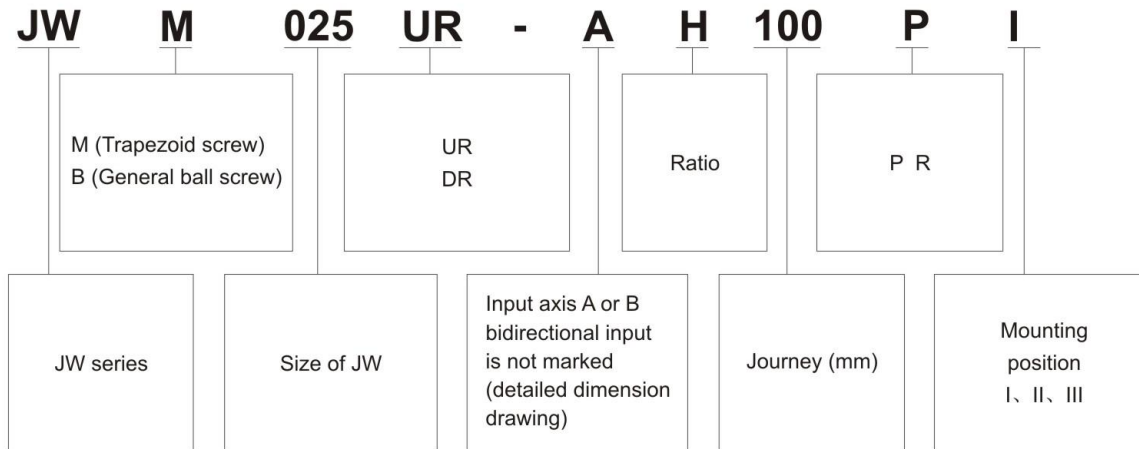 JW M 025 UR - A H 100 P I
M (Trapezoid screw)
B (General ball screw)
UR
DR
Ratio
P R
JW series
Size of JW
Input axis A or B
bidirectional input
is not marked
(detailed dimension
drawing)
Journey (mm)
Mounting
position
I、II、III